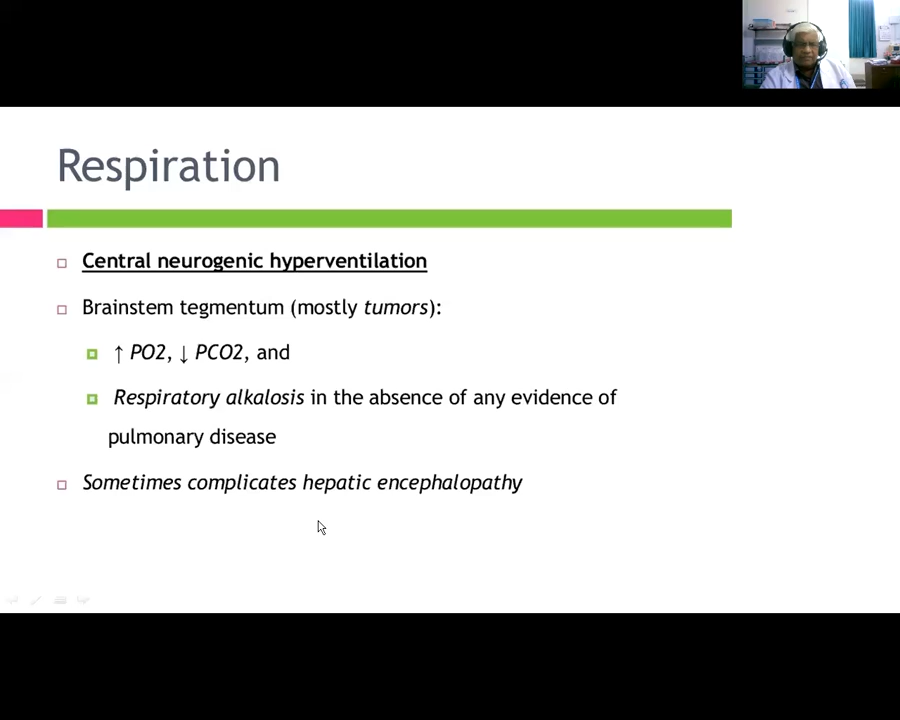 Respiration
Central neurogenic hyperventilation
Brainstem tegmentum (mostly tumors):
↑ PO2, ↓ PCO2, and
Respiratory alkalosis in the absence of any evidence of
pulmonary disease
Sometimes complicates hepatic encephalopathy